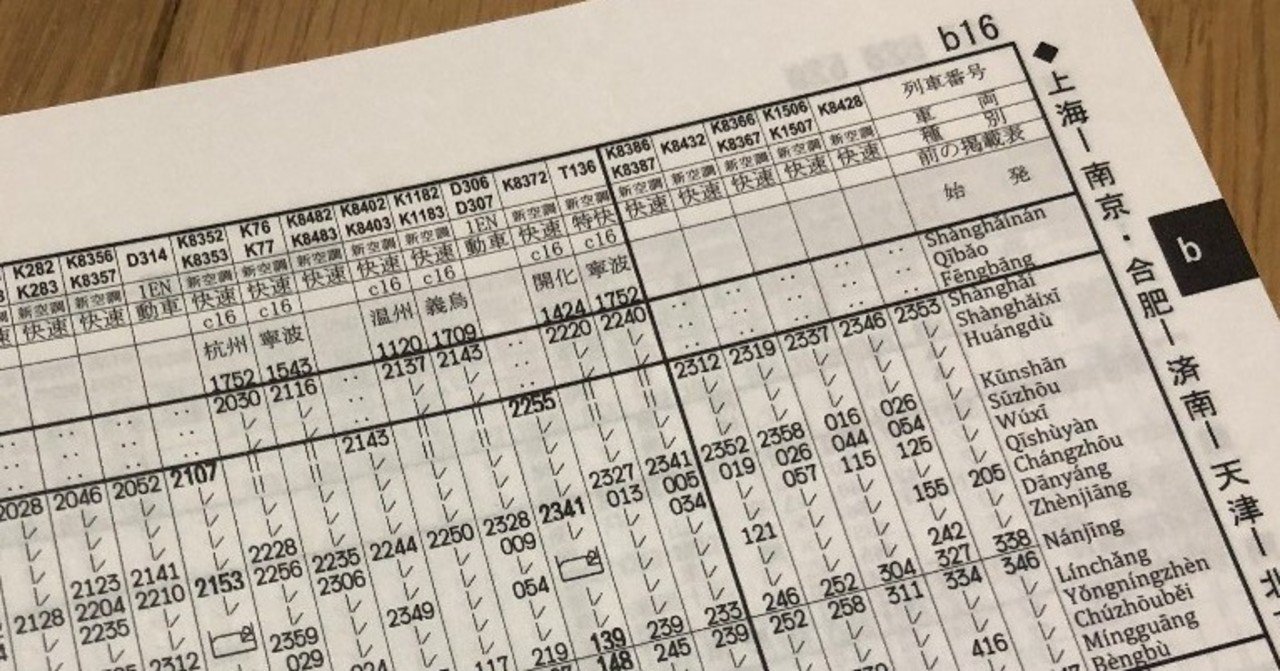 b16
列車番号
車両
種別
前の掲載表
始発
◆上海ー南京・合肥ー済南ー天津ー北
b
K282 K8356 D314 K8352 K76 K8482 K8402 K1182 D306 K8372 T136 K8386 K8432 K8366 K1506 K8428
K283 K8357 K8353 K77 K8483 K8403 K1183 D307 K8387 K8367 K1507
新空調 新空調 1EN 新空調 新空調 新空調 新空調 新空調 1EN 新空調 新空調 新空調 新空調 新空調 新空調 新空調
快速 快速 動車 快速 快速 快速 快速 快速 動車 快速 特快 快速 快速 快速 快速 快速
c16 c16 c16 c16 c16 c16
杭州 寧波 温州 義烏 開化 寧波
1752 1543 1120 1709 1424 1752
Shànghǎinán
Qībǎo
Fēngbāng
2030 2116 2137 2143 2220 2240
Shànghǎi
Shànghǎixī
Huángdù
2028 2046 2052 2107 2143 2255 2312 2319 2337 2346 2353
Kūnshān
Sūzhōu
Wúxī
Qīshùyàn
Chángzhōu
Dānyáng
Zhènjiāng
2123 2141 2228 2235 2244 2250 2328 2341 2327 2341 2352 2358 016 026
2128 2204 2210 2153 2256 2306 009 013 005 019 026 044 054
2235 2349 054 034 057 115 125
2312 2359 121 155 205
029 242
Nánjīng
139 239 233 246 252 304 327 338
148 245 239 252 258 311 334 346
117 219
Línchǎng
Yǒngníngzhèn
Chúzhōuběi
Míngguāng
416